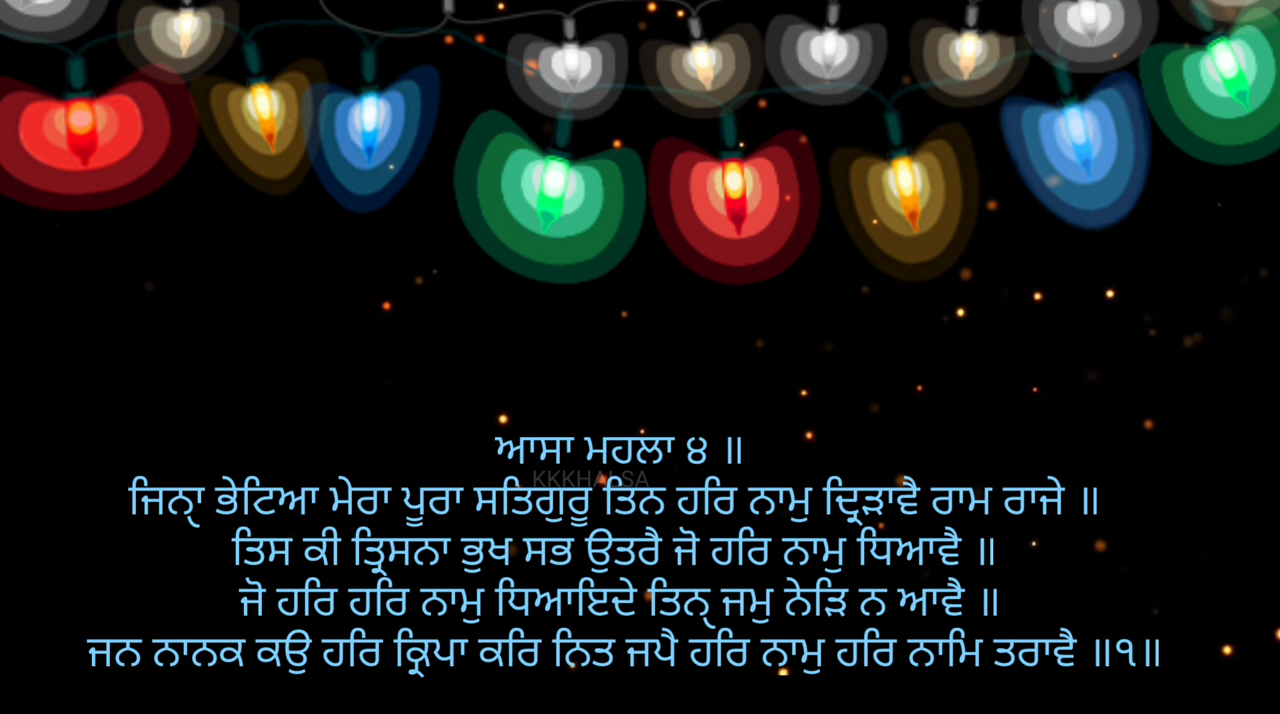 ਆਸਾ ਮਹਲਾ ੪ ॥
KKKHALSA
ਜਿਨੑਾ ਭੇਟਿਆ ਮੇਰਾ ਪੂਰਾ ਸਤਿਗੁਰੂ ਤਿਨ ਹਰਿ ਨਾਮੁ ਦ੍ਰਿੜਾਵੈ ਰਾਮ ਰਾਜੇ ॥
ਤਿਸ ਕੀ ਤ੍ਰਿਸਨਾ ਭੁਖ ਸਭ ਉਤਰੈ ਜੋ ਹਰਿ ਨਾਮੁ ਧਿਆਵੈ ॥
ਜੋ ਹਰਿ ਹਰਿ ਨਾਮੁ ਧਿਆਇਦੇ ਤਿਨੑ ਜਮੁ ਨੇੜਿ ਨ ਆਵੈ ॥
ਜਨ ਨਾਨਕ ਕਉ ਹਰਿ ਕ੍ਰਿਪਾ ਕਰਿ ਨਿਤ ਜਪੈ ਹਰਿ ਨਾਮੁ ਹਰਿ ਨਾਮਿ ਤਰਾਵੈ ॥੧॥